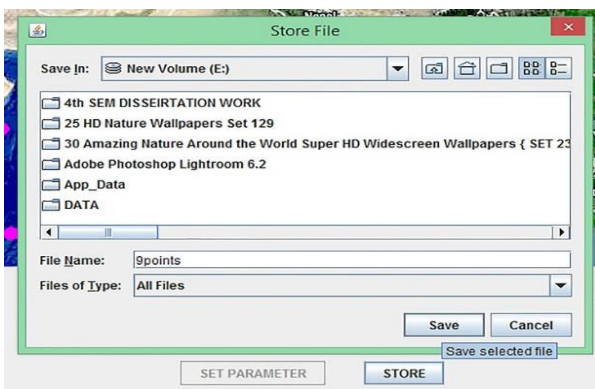 Store File
Save In: New Volume (E:)
4th SEM DISSEIRTATION WORK
25 HD Nature Wallpapers Set 129
30 Amazing Nature Around the World Super HD Widescreen Wallpapers { SET 23
Adobe Photoshop Lightroom 6.2
App_Data
DATA
File Name: 9points
Files of Type: All Files
Save Cancel
Save selected file
SET PARAMETER STORE